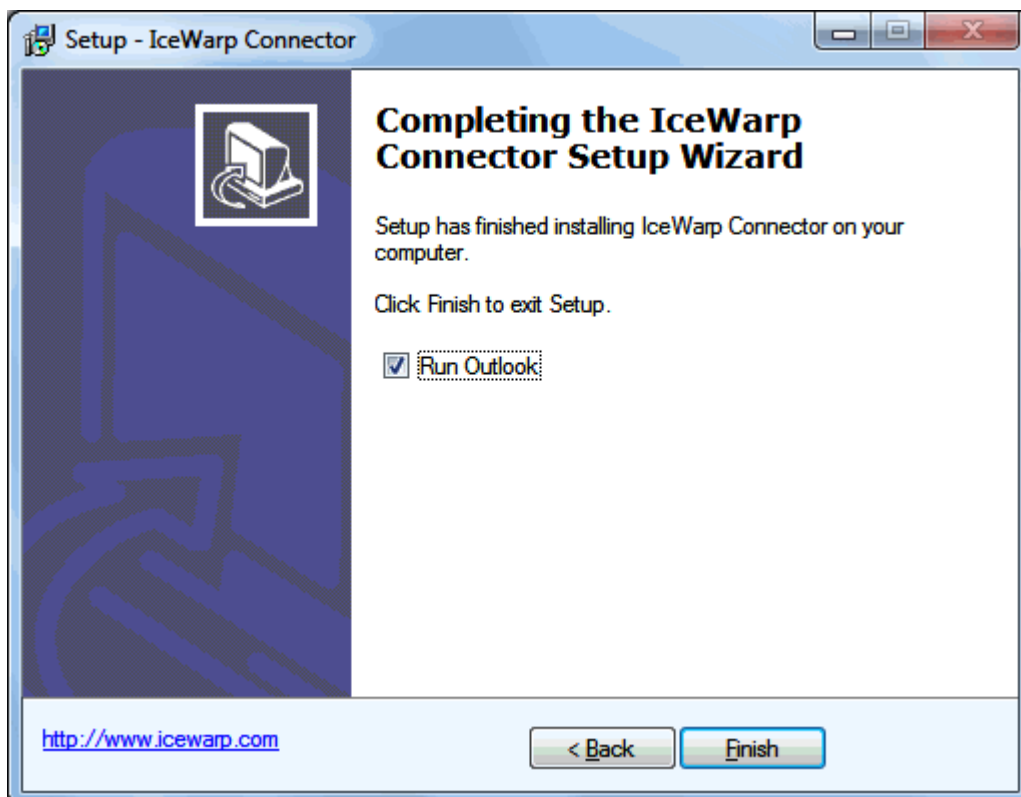 Setup - IceWarp Connector
Completing the IceWarp
Connector Setup Wizard
Setup has finished installing IceWarp Connector on your
computer.
Click Finish to exit Setup.
Run Outlook
http://www.icewarp.com
< Back
Finish